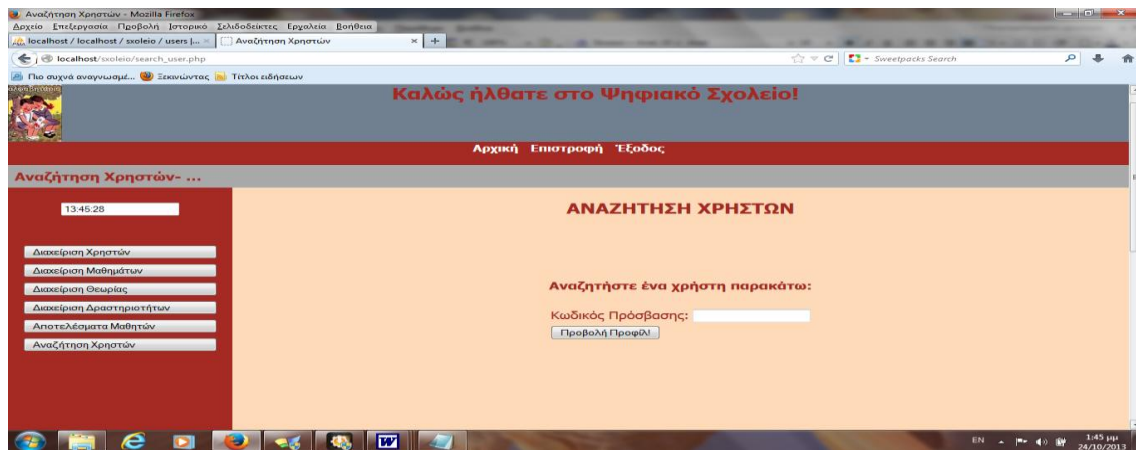 Αναζήτηση Χρηστών - Mozilla Firefox
Αρχείο Επεξεργασία Προβολή Ιστορικό Σελιδοδείκτες Εργαλεία Βοήθεια
localhost / localhost / sxoleio / users |...
Αναζήτηση Χρηστών
localhost/sxoleio/search_user.php
Sweetpacks Search
Πιο συχνά αναγνωσμέ... Ξεκινώντας Τίτλοι ειδήσεων
Καλώς ήλθατε στο Ψηφιακό Σχολείο!
Αρχική Επιστροφή Έξοδος
Αναζήτηση Χρηστών- ...
13:45:28
ΑΝΑΖΗΤΗΣΗ ΧΡΗΣΤΩΝ
Διαχείριση Χρηστών
Διαχείριση Μαθημάτων
Διαχείριση Θεωρίας
Διαχείριση Δραστηριοτήτων
Αποτελέσματα Μαθητών
Αναζήτηση Χρηστών
Αναζητήστε ένα χρήστη παρακάτω:
Κωδικός Πρόσβασης:
Προβολή Προφίλ!
EN
1:45 μμ
24/10/2013